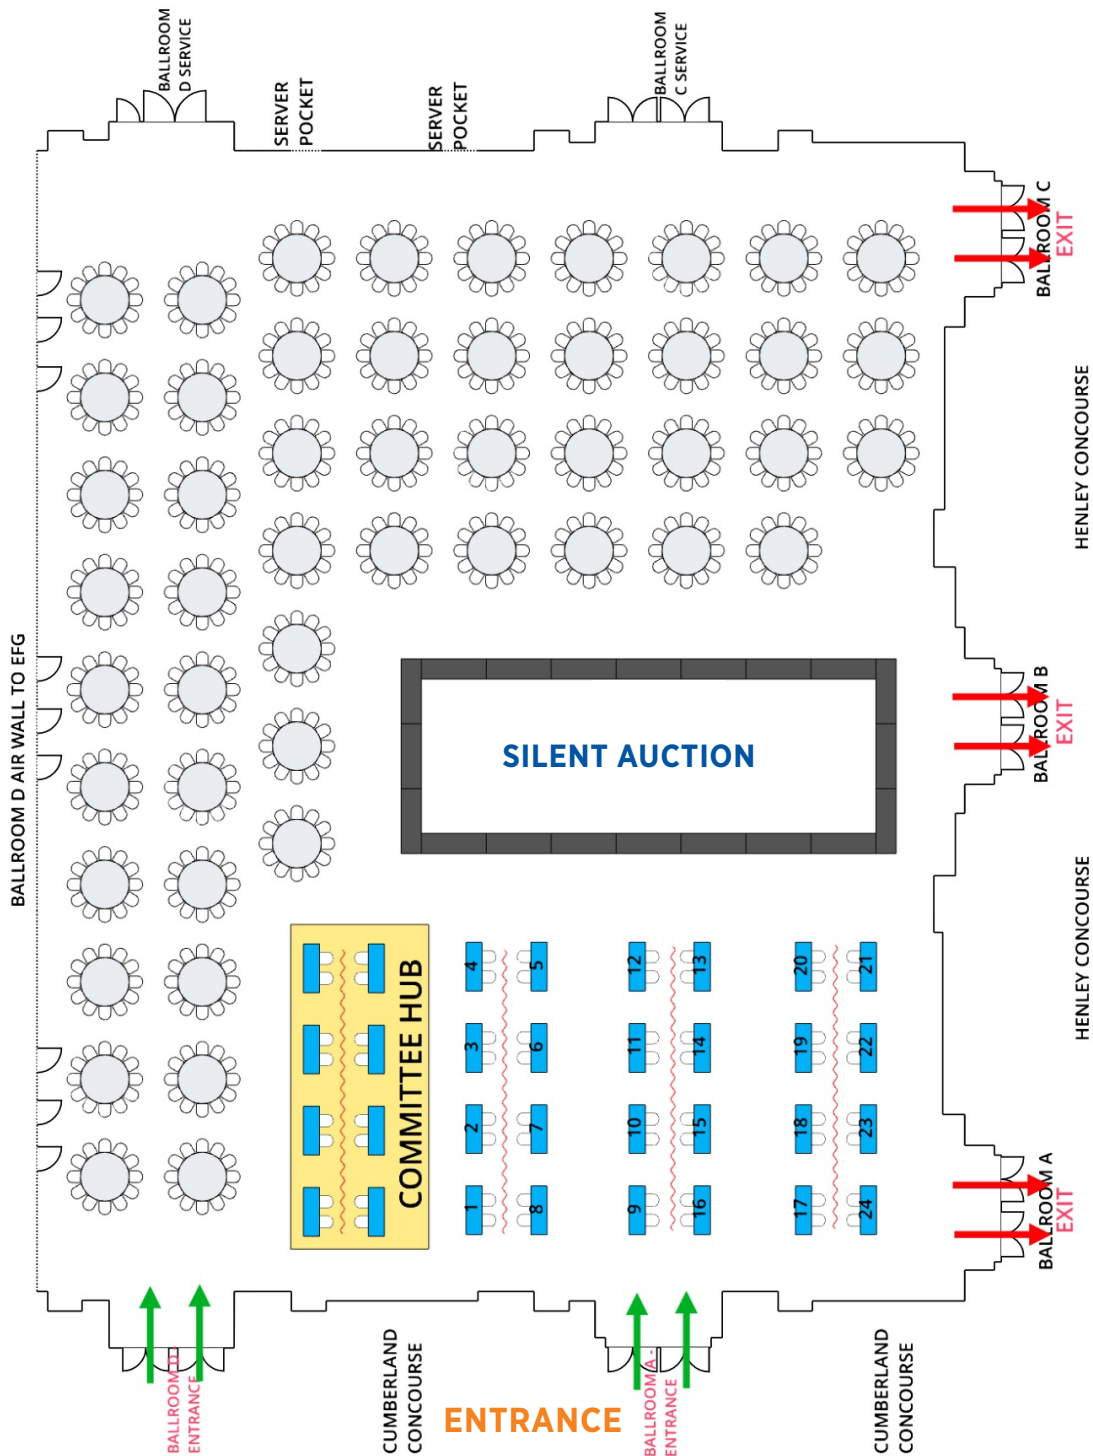 BALLROOM
D SERVICE
SERVER
POCKET
SERVER
POCKET
BALLROOM
C SERVICE
BALLROOM C
EXIT
HENLEY CONCOURSE
BALLROOM D AIR WALL TO EFG
SILENT AUCTION
BALLROOM B
EXIT
HENLEY CONCOURSE
COMMITTEE HUB
4
5
12
13
20
21
3
6
11
14
19
22
2
7
10
15
18
23
1
8
9
16
17
24
BALLROOM A
EXIT
BALLROOM D -
ENTRANCE
CUMBERLAND
CONCOURSE
ENTRANCE
BALLROOM A -
ENTRANCE
CUMBERLAND
CONCOURSE